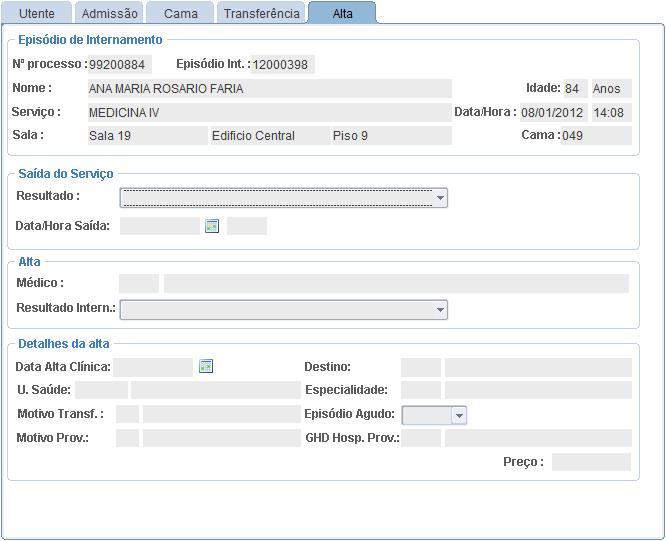 Utente Admissão Cama Transferência Alta
Episódio de Internamento
Nº processo : 99200884 Episódio Int. : 12000398
Nome : ANA MARIA ROSARIO FARIA Idade: 84 Anos
Serviço : MEDICINA IV Data/Hora : 08/01/2012 14:08
Sala : Sala 19 Edificio Central Piso 9 Cama : 049
Saída do Serviço
Resultado :
Data/Hora Saída:
Alta
Médico :
Resultado Intern.:
Detalhes da alta
Data Alta Clínica: Destino:
U. Saúde: Especialidade:
Motivo Transf. : Episódio Agudo:
Motivo Prov.: GHD Hosp. Prov.:
Preço :